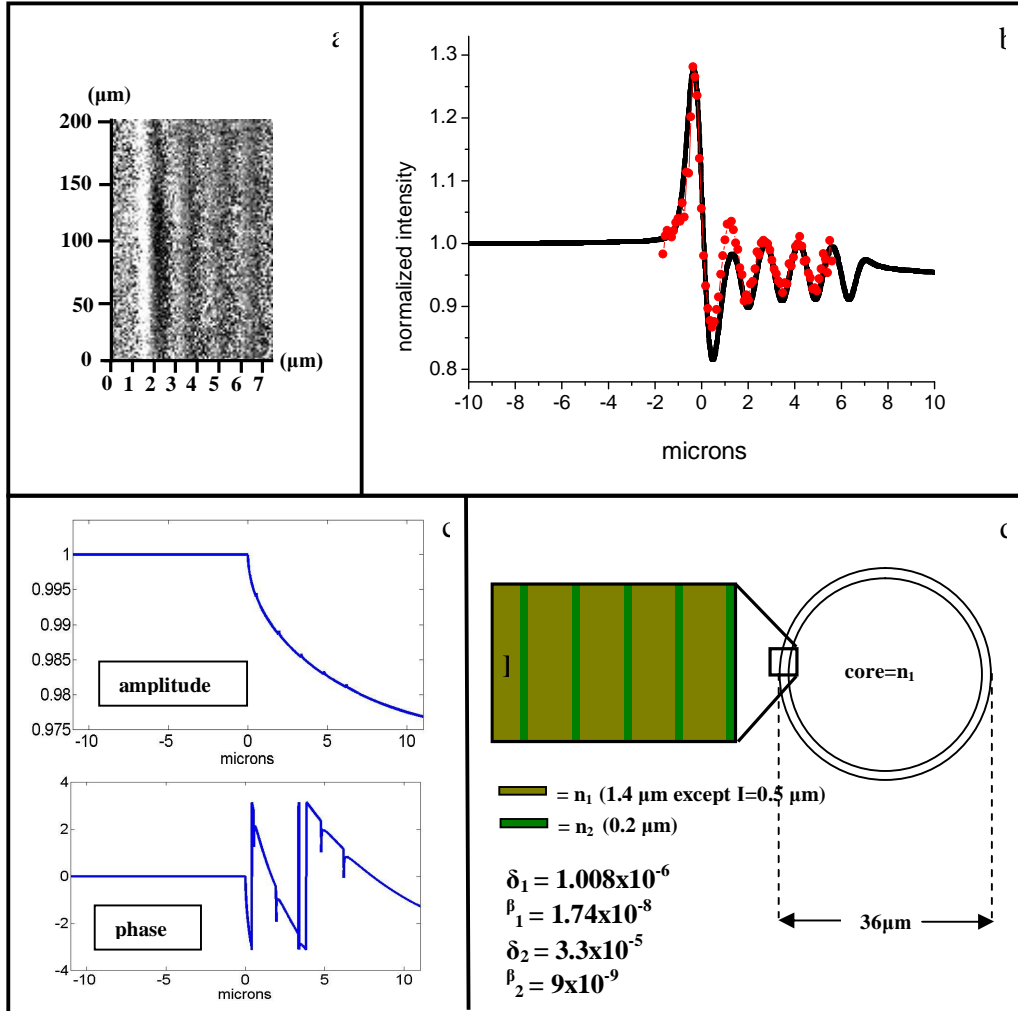 (μm)
200
150
100
50
0
0 1 2 3 4 5 6 7
(μm)
normalized intensity
1.3
1.2
1.1
1.0
0.9
0.8
-10 -8 -6 -4 -2 0 2 4 6 8 10
microns
1
0.995
0.99
0.985
0.98
0.975
amplitude
-10 -5 0 5 10
microns
4
2
0
-2
-4
phase
-10 -5 0 5 10
microns
core=n₁
= n₁ (1.4 μm except I=0.5 μm)
= n₂ (0.2 μm)
δ₁ = 1.008x10⁻⁶
β₁ = 1.74x10⁻⁸
δ₂ = 3.3x10⁻⁵
β₂ = 9x10⁻⁹
36μm